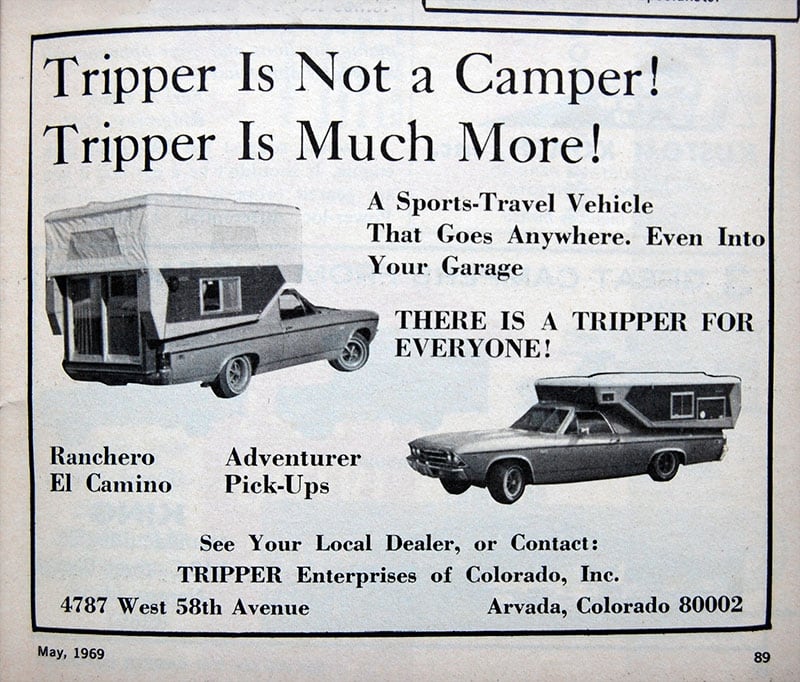 Tripper Is Not a Camper!
Tripper Is Much More!
A Sports-Travel Vehicle
That Goes Anywhere. Even Into
Your Garage
THERE IS A TRIPPER FOR
EVERYONE!
Ranchero Adventurer
El Camino Pick-Ups
See Your Local Dealer, or Contact:
TRIPPER Enterprises of Colorado, Inc.
4787 West 58th Avenue Arvada, Colorado 80002
May, 1969 89